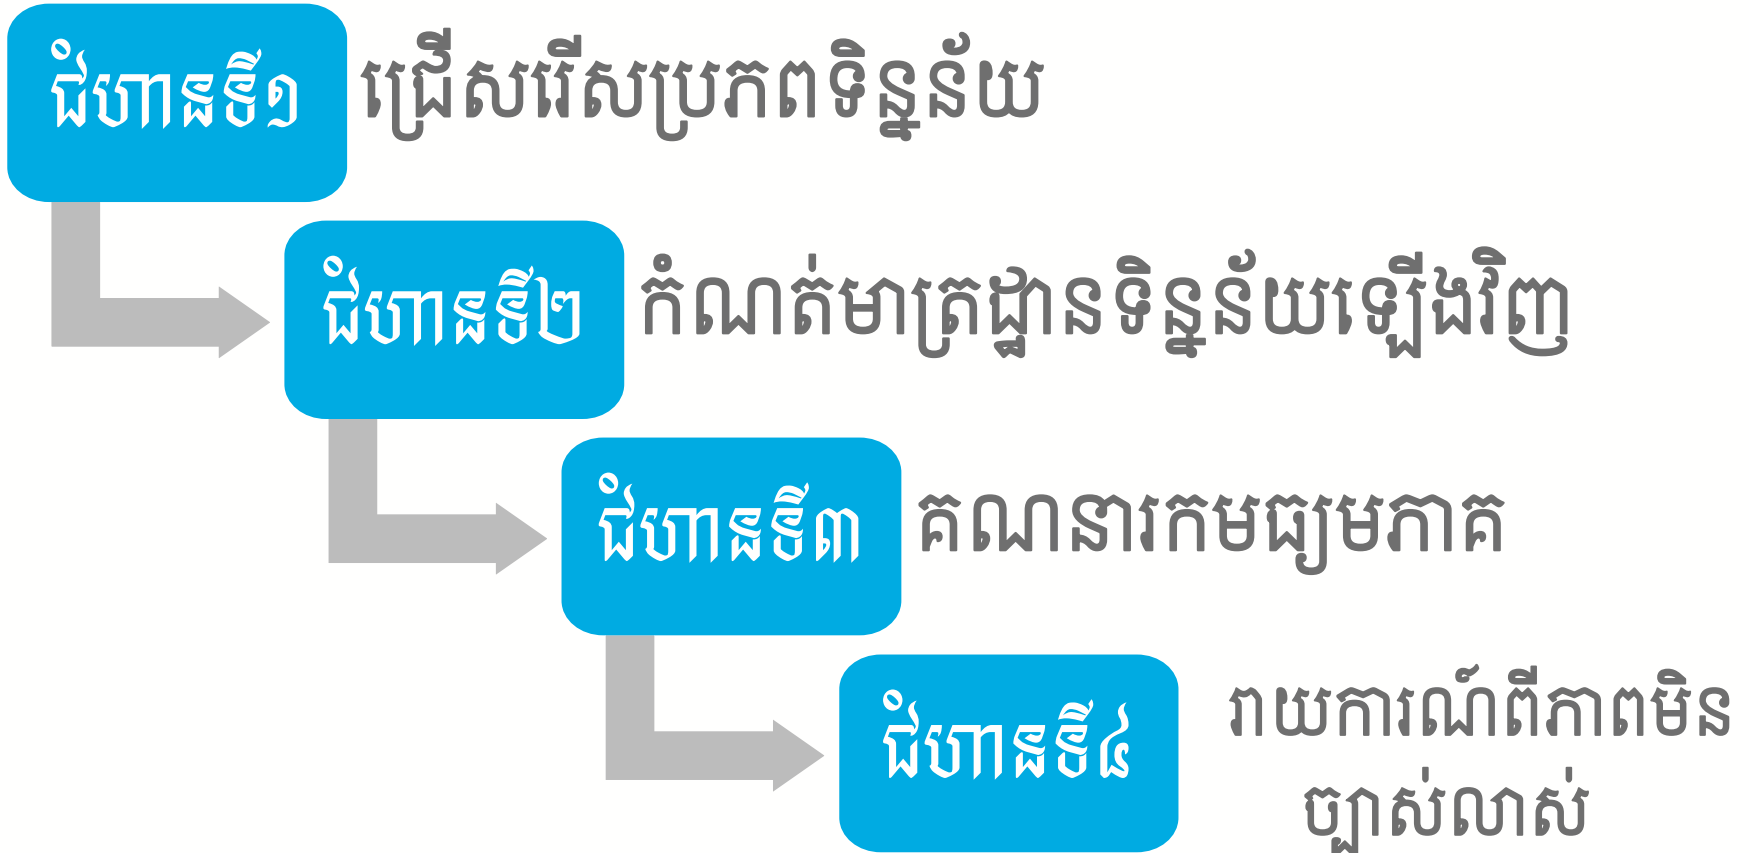 ជំហានទី១
ជ្រើសរើសប្រភពទិន្នន័យ
ជំហានទី២
កំណត់មាត្រដ្ឋានទិន្នន័យឡើងវិញ
ជំហានទី៣
គណនារកមធ្យមភាគ
ជំហានទី៤
រាយការណ៍ពីភាពមិន
ច្បាស់លាស់